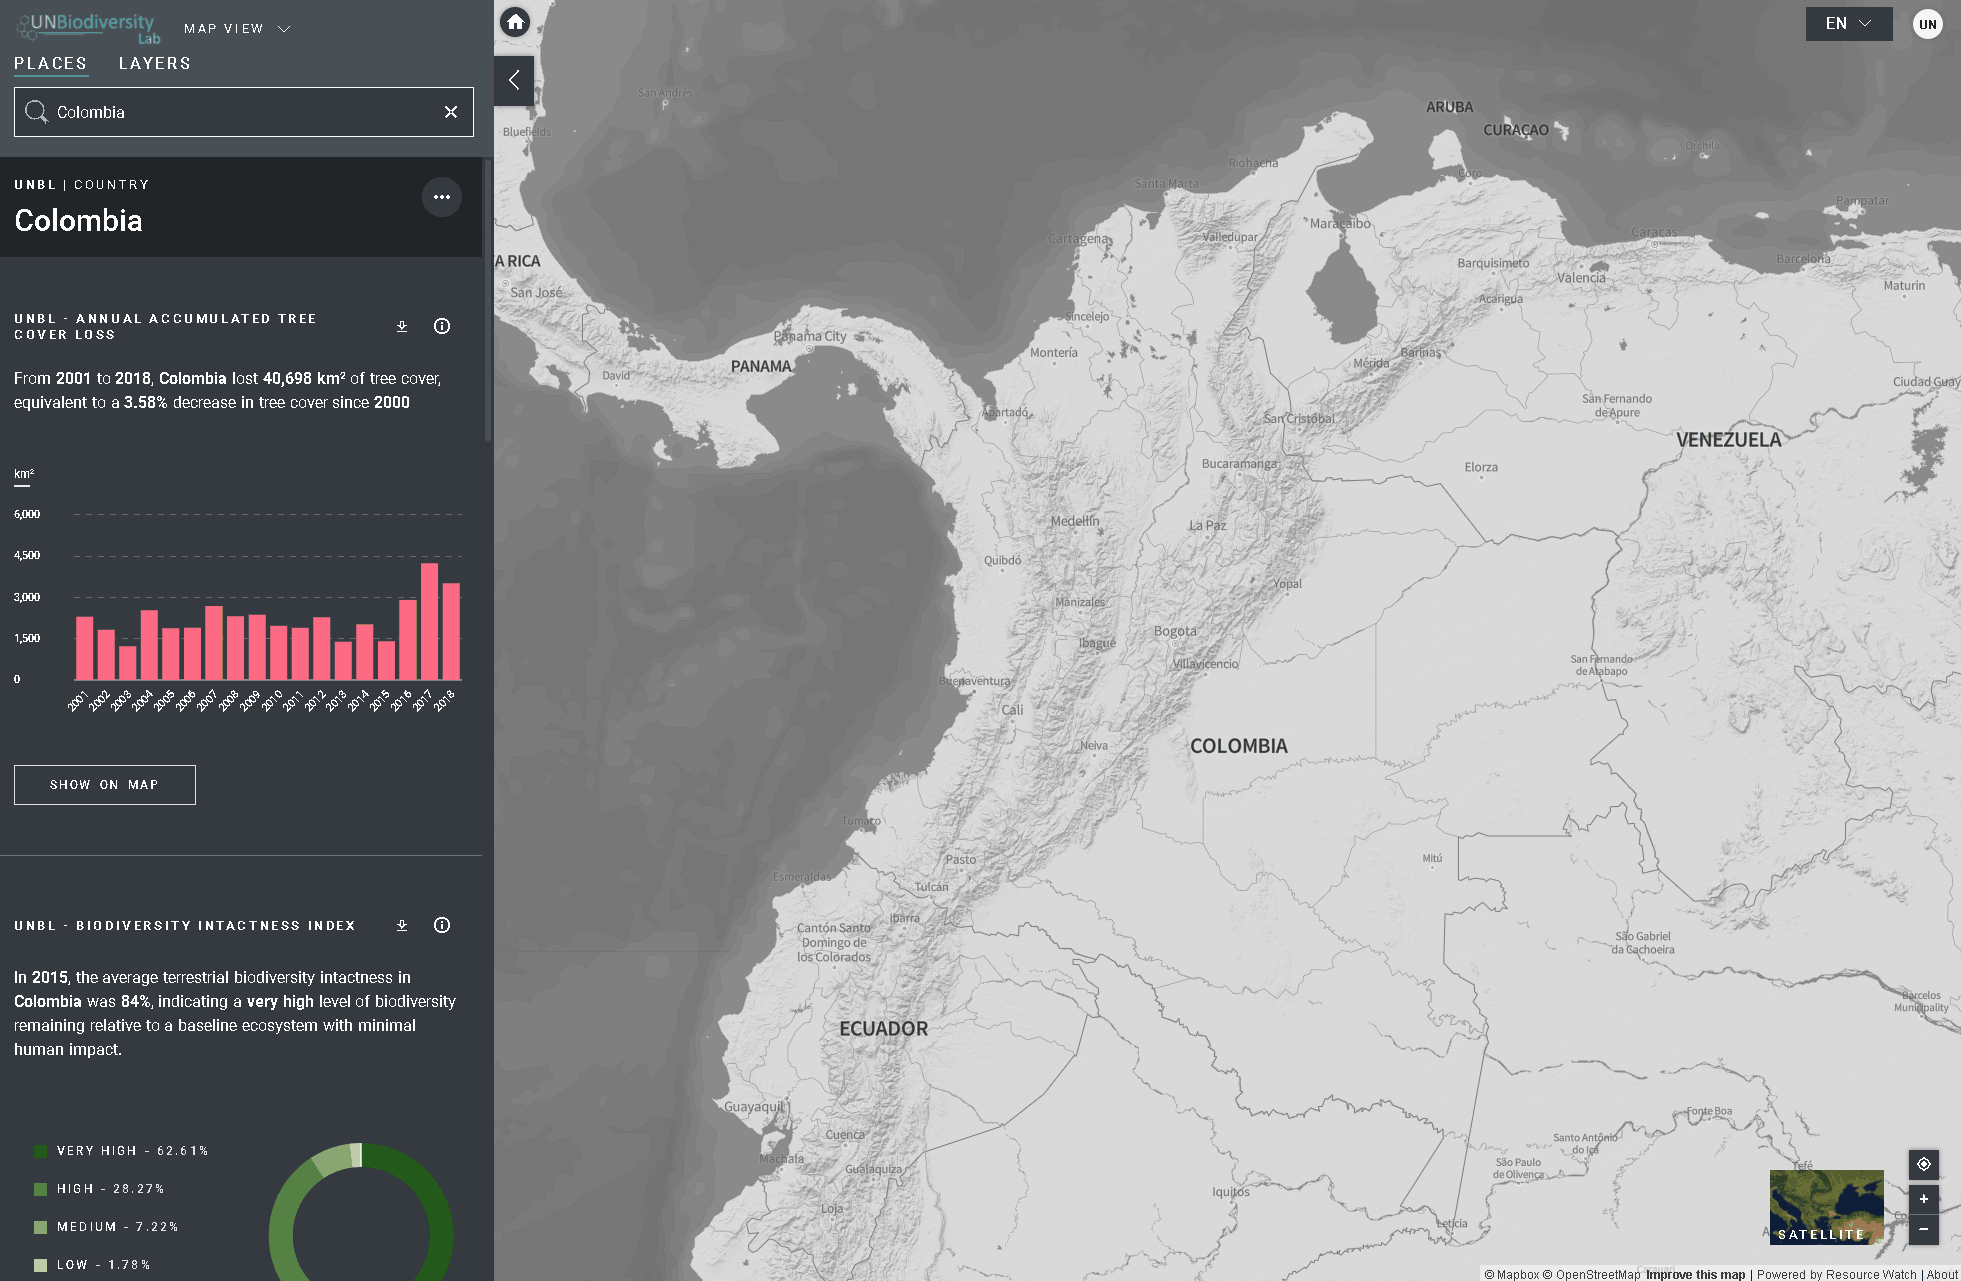 UNBiodiversity
Lab
MAP VIEW
PLACES LAYERS
Colombia
UNBL | COUNTRY
Colombia
UNBL - ANNUAL ACCUMULATED TREE
COVER LOSS
From 2001 to 2018, Colombia lost 40,698 km² of tree cover,
equivalent to a 3.58% decrease in tree cover since 2000
km²
6,000
4,500
3,000
1,500
0
2001 2002 2003 2004 2005 2006 2007 2008 2009 2010 2011 2012 2013 2014 2015 2016 2017 2018
SHOW ON MAP
UNBL - BIODIVERSITY INTACTNESS INDEX
In 2015, the average terrestrial biodiversity intactness in
Colombia was 84%, indicating a very high level of biodiversity
remaining relative to a baseline ecosystem with minimal
human impact.
VERY HIGH - 62.61%
HIGH - 28.27%
MEDIUM - 7.22%
LOW - 1.78%
EN
UN
San Andrés
Bluefields
ARUBA
CURAÇAO
Orchila
Riohacha
Coro
Santa Marta
Pampatar
Maracaibo
Cartagena
Valledupar
Caracas
A RICA
Barquisimeto
Barcelona
Valencia
Maturin
San José
Acarigua
Sincelejo
Panama City
Montería
Barinas
Mérida
PANAMA
David
Ciudad Guay
San Fernando
de Apure
Apartadó
San Cristóbal
VENEZUELA
Bucaramanga
Elorza
Medellín
La Paz
Quibdó
Yopal
Manizales
Bogota
Ibagué
Villavicencio
San Fernando
de Atabapo
Buenaventura
Cali
Neiva
COLOMBIA
Tumaco
Pasto
Mitú
Esmeraldas
Tulcán
Ibarra
Cantón Santo
Domingo de
los Colorados
São Gabriel
da Cachoeira
Barcelos
Municipality
ECUADOR
Guayaquil
Fonte Boa
Cuenca
Santo Antônio
do Içá
Machala
Gualaquiza
São Paulo
de Olivença
Tefé
Iquitos
Loja
Leticia
SATELLITE
© Mapbox © OpenStreetMap Improve this map | Powered by Resource Watch | About